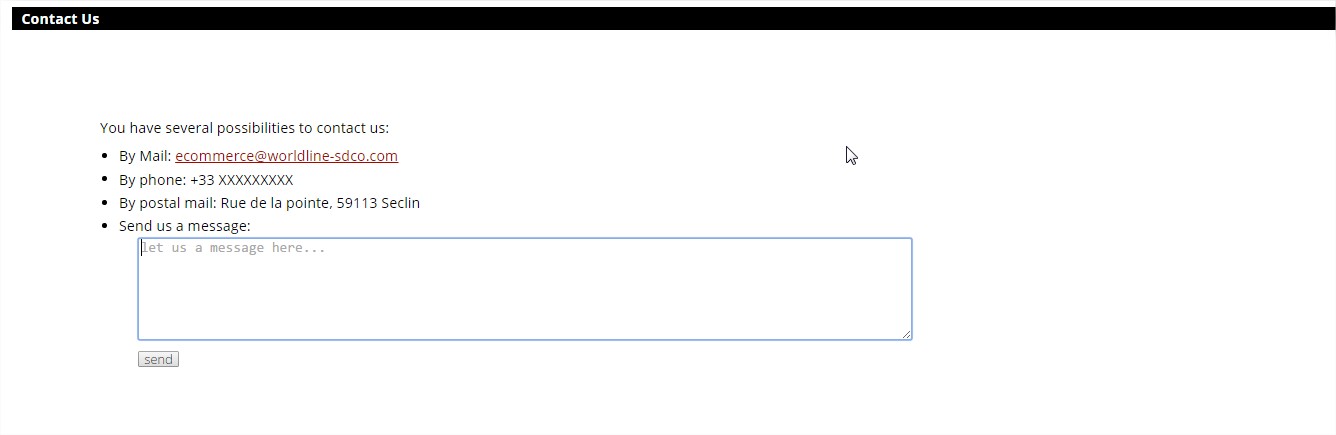 Contact Us
You have several possibilities to contact us:
By Mail: ecommerce@worldline-sdco.com
By phone: +33 XXXXXXXXX
By postal mail: Rue de la pointe, 59113 Seclin
Send us a message:
let us a message here...
send